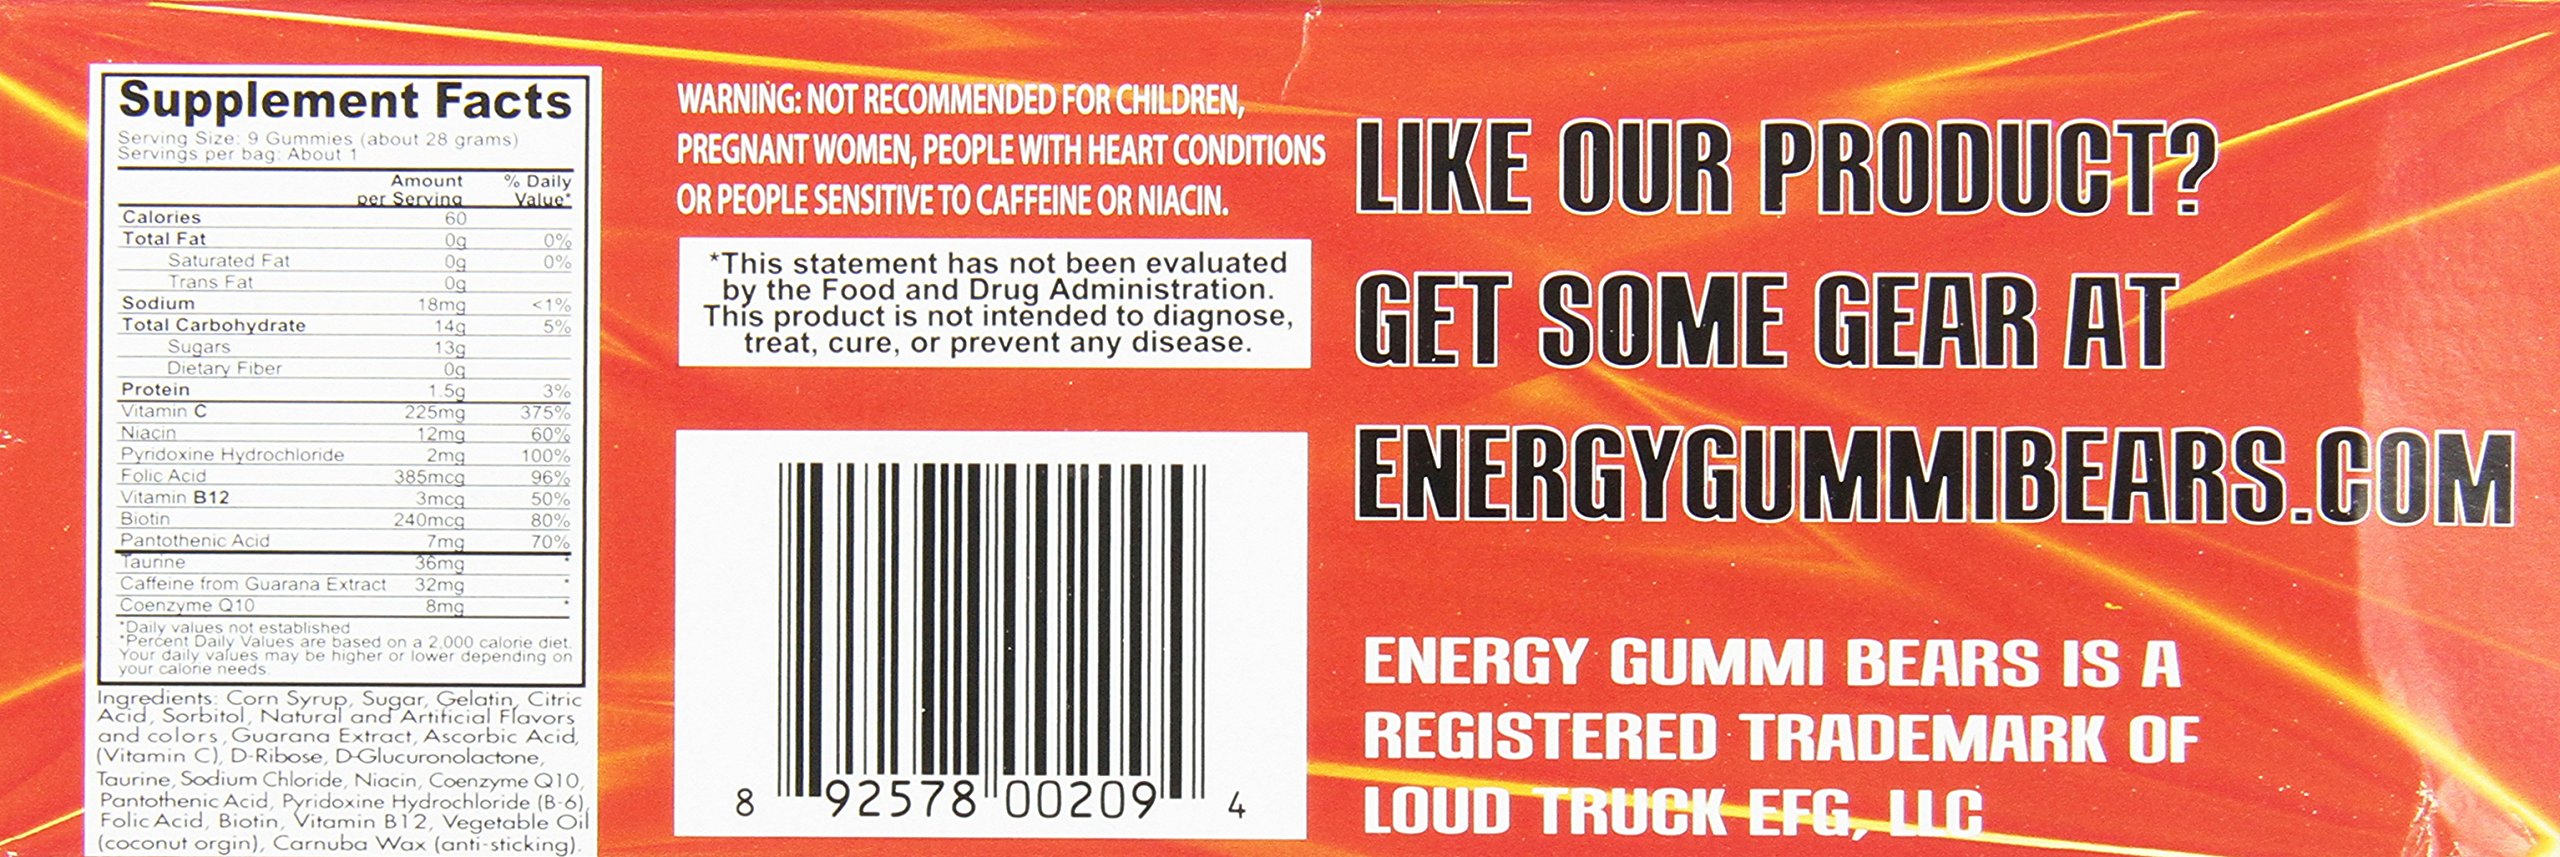 Supplement Facts
Serving Size: 9 Gummies (about 28 grams)
Servings per bag: About 1
Amount per Serving % Daily Value*
Calories 60
Total Fat 0g 0%
Saturated Fat 0g 0%
Trans Fat 0g
Sodium 18mg <1%
Total Carbohydrate 14g 5%
Sugars 13g
Dietary Fiber 0g
Protein 1.5g 3%
Vitamin C 225mg 375%
Niacin 12mg 60%
Pyridoxine Hydrochloride 2mg 100%
Folic Acid 385mcg 96%
Vitamin B12 3mcg 50%
Biotin 240mcg 80%
Pantothenic Acid 7mg 70%
Taurine 36mg *
Caffeine from Guarana Extract 32mg *
Coenzyme Q10 8mg *
*Daily values not established
*Percent Daily Values are based on a 2,000 calorie diet.
Your daily values may be higher or lower depending on
your calorie needs.
Ingredients: Corn Syrup, Sugar, Gelatin, Citric
Acid, Sorbitol, Natural and Artificial Flavors
and colors, Guarana Extract, Ascorbic Acid,
(Vitamin C), D-Ribose, D-Glucuronolactone,
Taurine, Sodium Chloride, Niacin, Coenzyme Q10,
Pantothenic Acid, Pyridoxine Hydrochloride (B-6),
Folic Acid, Biotin, Vitamin B12, Vegetable Oil
(coconut orgin), Carnuba Wax (anti-sticking).
WARNING: NOT RECOMMENDED FOR CHILDREN,
PREGNANT WOMEN, PEOPLE WITH HEART CONDITIONS
OR PEOPLE SENSITIVE TO CAFFEINE OR NIACIN.
*This statement has not been evaluated
by the Food and Drug Administration.
This product is not intended to diagnose,
treat, cure, or prevent any disease.
8 92578 00209 4
LIKE OUR PRODUCT?
GET SOME GEAR AT
ENERGYGUMMIBEARS.COM
ENERGY GUMMI BEARS IS A
REGISTERED TRADEMARK OF
LOUD TRUCK EFG, LLC